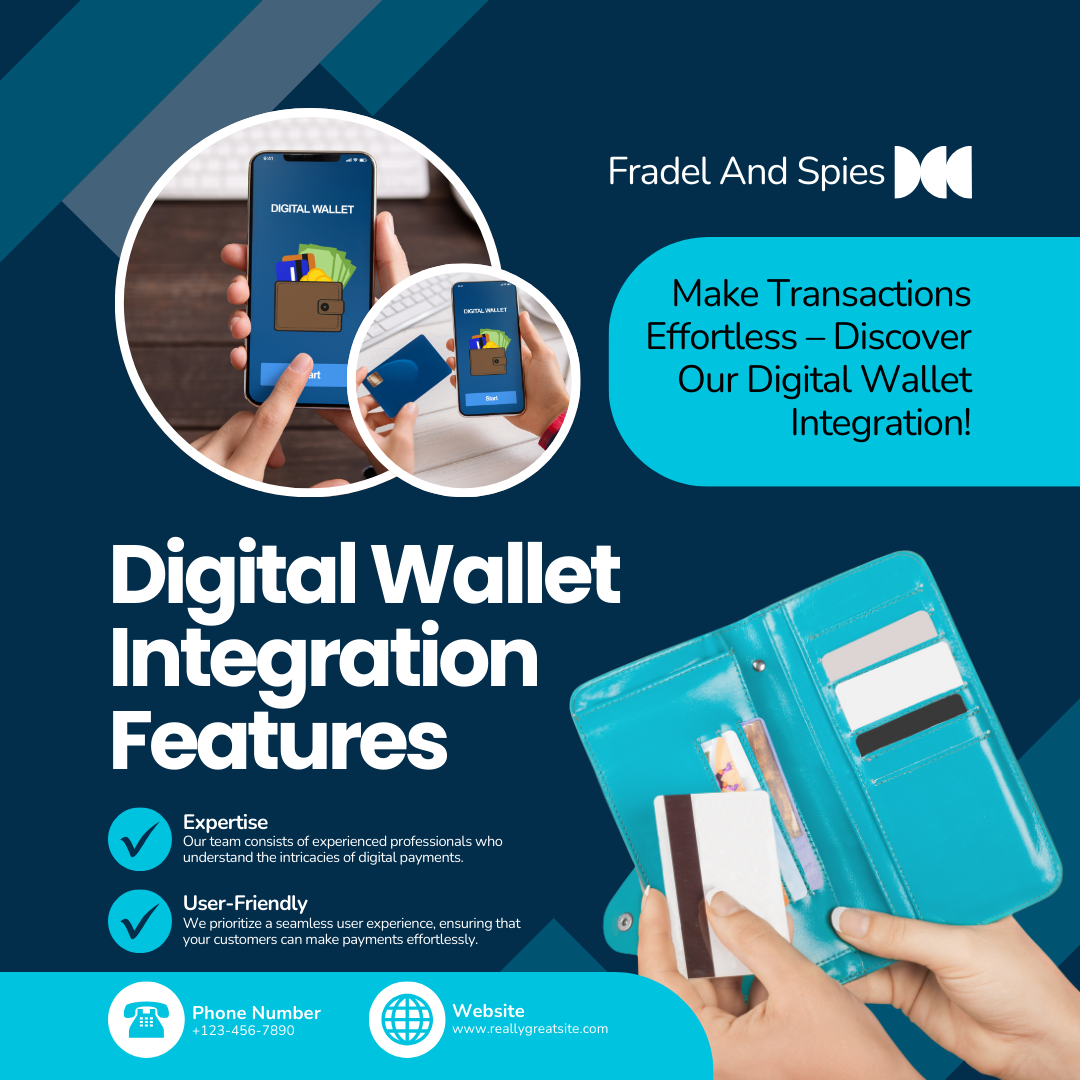 Fradel And Spies
Make Transactions
Effortless – Discover
Our Digital Wallet
Integration!
9:41
DIGITAL WALLET
art
DIGITAL WALLET
Start
Digital Wallet
Integration
Features
Expertise
Our team consists of experienced professionals who
understand the intricacies of digital payments.
User-Friendly
We prioritize a seamless user experience, ensuring that
your customers can make payments effortlessly.
Phone Number
+123-456-7890
Website
www.reallygreatsite.com